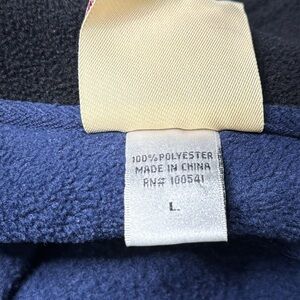 100% POLYESTER
MADE IN CHINA
RN# 100541
L.